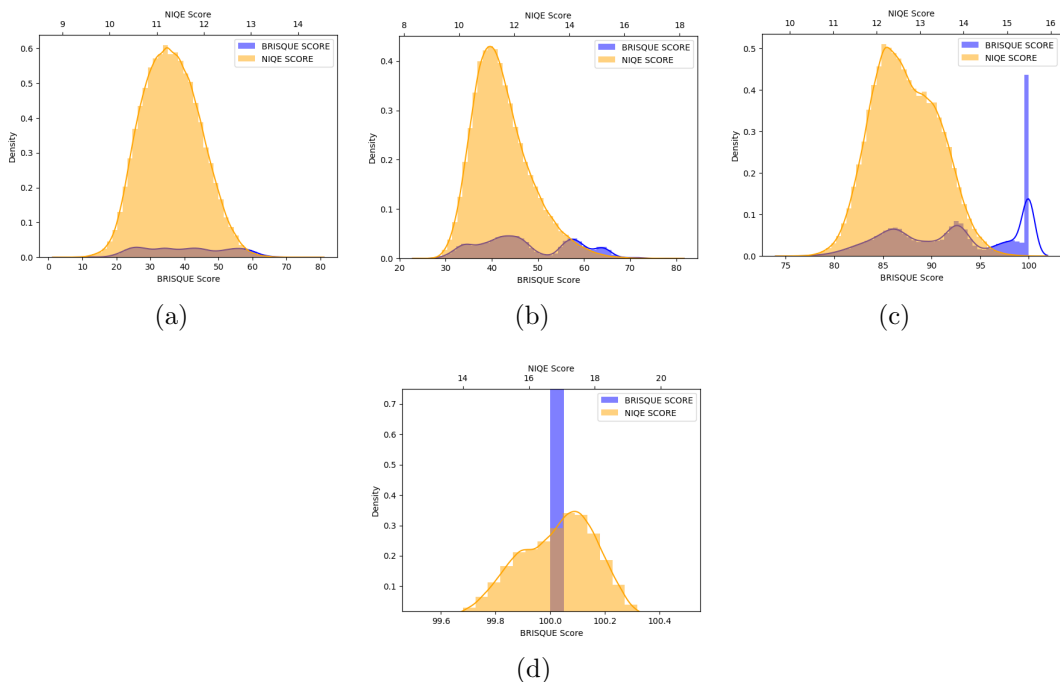 NIQE Score
9 10 11 12 13 14
0.6
0.5
0.4
0.3
0.2
0.1
0.0
Density
BRISQUE SCORE
NIQE SCORE
0 10 20 30 40 50 60 70 80
BRISQUE Score
(a)
NIQE Score
8 10 12 14 16 18
0.4
0.3
0.2
0.1
0.0
Density
BRISQUE SCORE
NIQE SCORE
20 30 40 50 60 70 80
BRISQUE Score
(b)
NIQE Score
10 11 12 13 14 15 16
0.5
0.4
0.3
0.2
0.1
0.0
Density
BRISQUE SCORE
NIQE SCORE
75 80 85 90 95 100
BRISQUE Score
(c)
NIQE Score
14 16 18 20
0.7
0.6
0.5
0.4
0.3
0.2
0.1
Density
BRISQUE SCORE
NIQE SCORE
99.6 99.8 100.0 100.2 100.4
BRISQUE Score
(d)